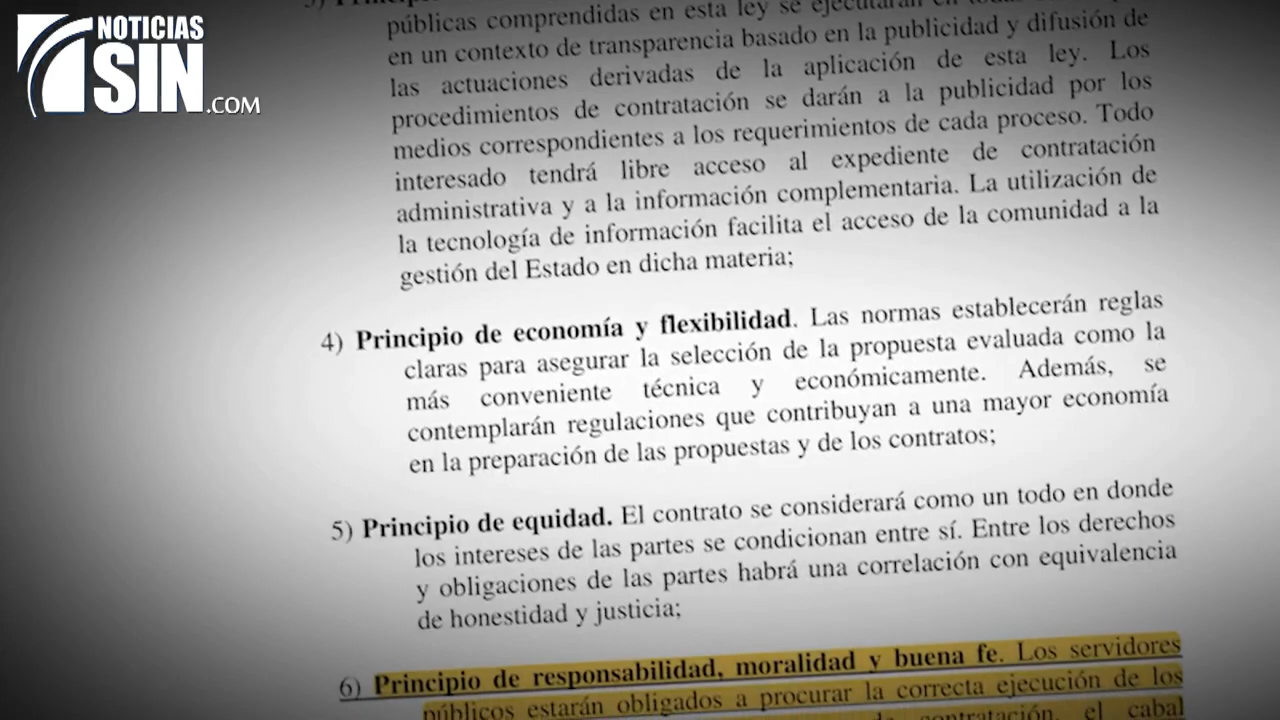 NOTICIAS
SIN.COM
públicas comprendidas en esta ley se ejecutarán en
en un contexto de transparencia basado en la publicidad y difusión de
las actuaciones derivadas de la aplicación de esta ley. Los
procedimientos de contratación se darán a la publicidad por los
medios correspondientes a los requerimientos de cada proceso. Todo
interesado tendrá libre acceso al expediente de contratación
administrativa y a la información complementaria. La utilización de
la tecnología de información facilita el acceso de la comunidad a la
gestión del Estado en dicha materia;
4) Principio de economía y flexibilidad. Las normas establecerán reglas
claras para asegurar la selección de la propuesta evaluada como la
más conveniente técnica y económicamente. Además, se
contemplarán regulaciones que contribuyan a una mayor economía
en la preparación de las propuestas y de los contratos;
5) Principio de equidad. El contrato se considerará como un todo en donde
los intereses de las partes se condicionan entre sí. Entre los derechos
y obligaciones de las partes habrá una correlación con equivalencia
de honestidad y justicia;
6) Principio de responsabilidad, moralidad y buena fe. Los servidores
públicos estarán obligados a procurar la correcta ejecución de los
contratación, el cabal